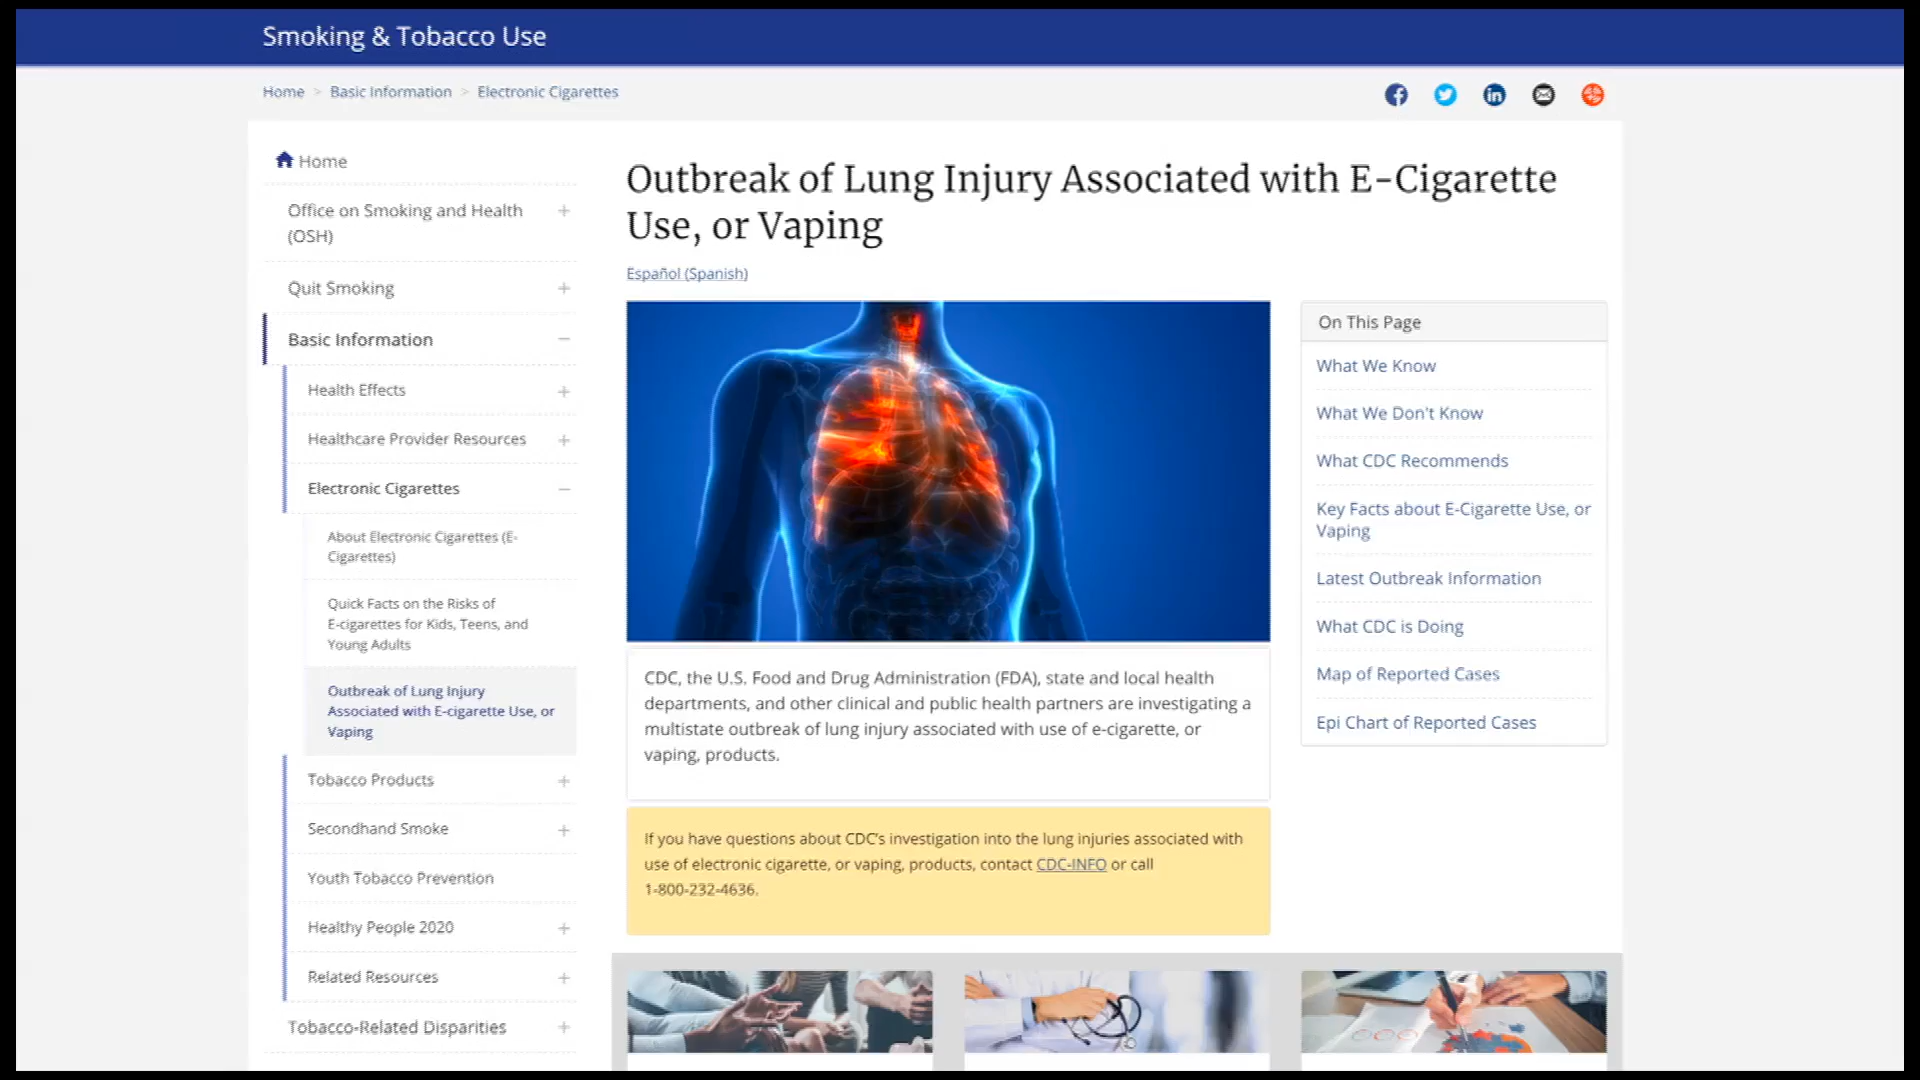 Smoking & Tobacco Use
Home > Basic Information > Electronic Cigarettes
Home
Office on Smoking and Health
(OSH)
Quit Smoking
Basic Information
Health Effects
Healthcare Provider Resources
Electronic Cigarettes
About Electronic Cigarettes (E-
Cigarettes)
Quick Facts on the Risks of
E-cigarettes for Kids, Teens, and
Young Adults
Outbreak of Lung Injury
Associated with E-cigarette Use, or
Vaping
Tobacco Products
Secondhand Smoke
Youth Tobacco Prevention
Healthy People 2020
Related Resources
Tobacco-Related Disparities
Outbreak of Lung Injury Associated with E-Cigarette
Use, or Vaping
Español (Spanish)
CDC, the U.S. Food and Drug Administration (FDA), state and local health
departments, and other clinical and public health partners are investigating a
multistate outbreak of lung injury associated with use of e-cigarette, or
vaping, products.
If you have questions about CDC's investigation into the lung injuries associated with
use of electronic cigarette, or vaping, products, contact CDC-INFO or call
1-800-232-4636.
On This Page
What We Know
What We Don't Know
What CDC Recommends
Key Facts about E-Cigarette Use, or
Vaping
Latest Outbreak Information
What CDC is Doing
Map of Reported Cases
Epi Chart of Reported Cases